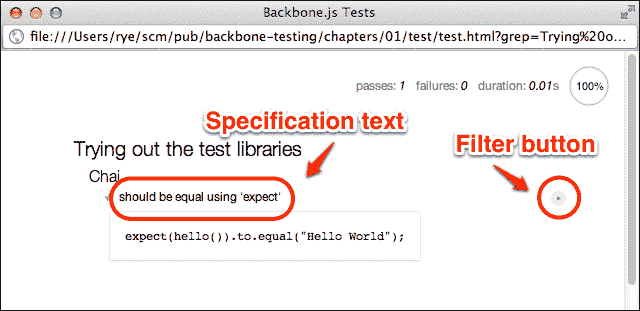 Backbone.js Tests
file:///Users/rye/scm/pub/backbone-testing/chapters/01/test/test.html?grep=Trying%20o...
passes: 1 failures: 0 duration: 0.01s 100%
Specification text
Filter button
Trying out the test libraries
Chai
should be equal using 'expect'
expect(hello()).to.equal("Hello World");